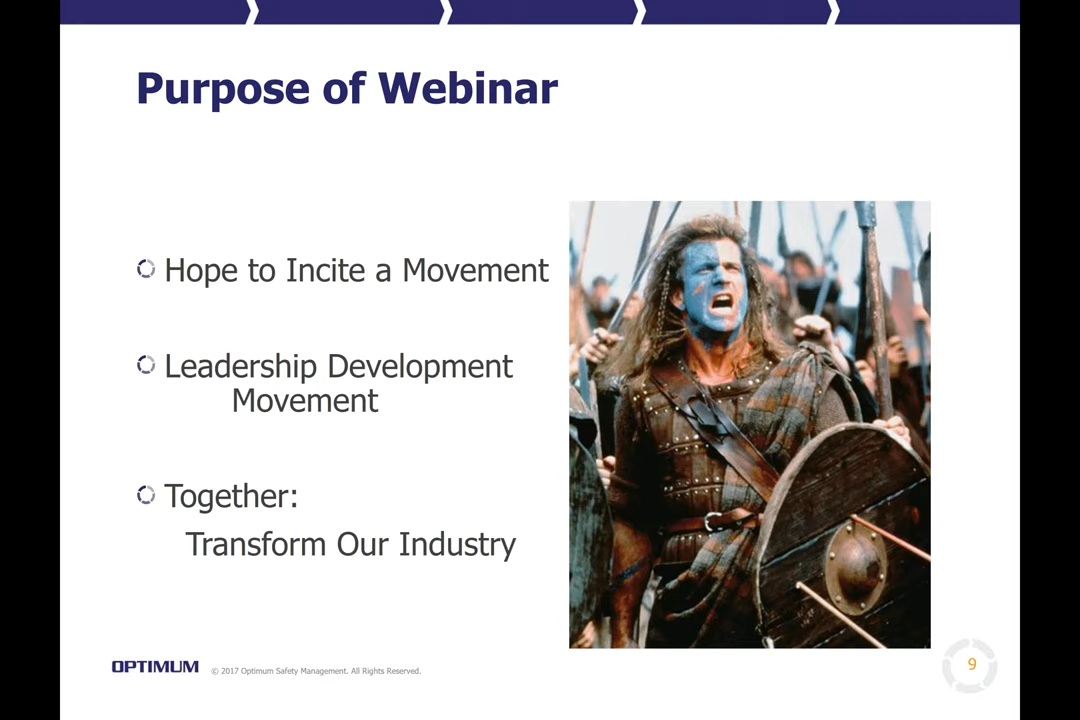 Purpose of Webinar
Hope to Incite a Movement
Leadership Development
Movement
Together:
Transform Our Industry
OPTIMUM
© 2017 Optimum Safety Management. All Rights Reserved.
9